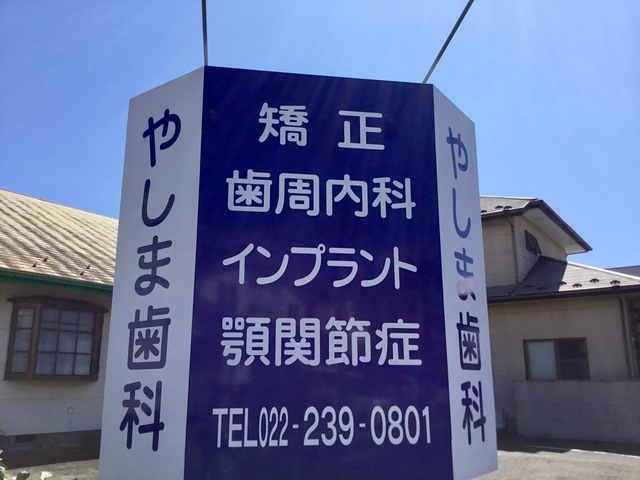 やしま歯科
矯正
歯周内科
インプラント
顎関節症
TEL022-239-0801
やしま歯科